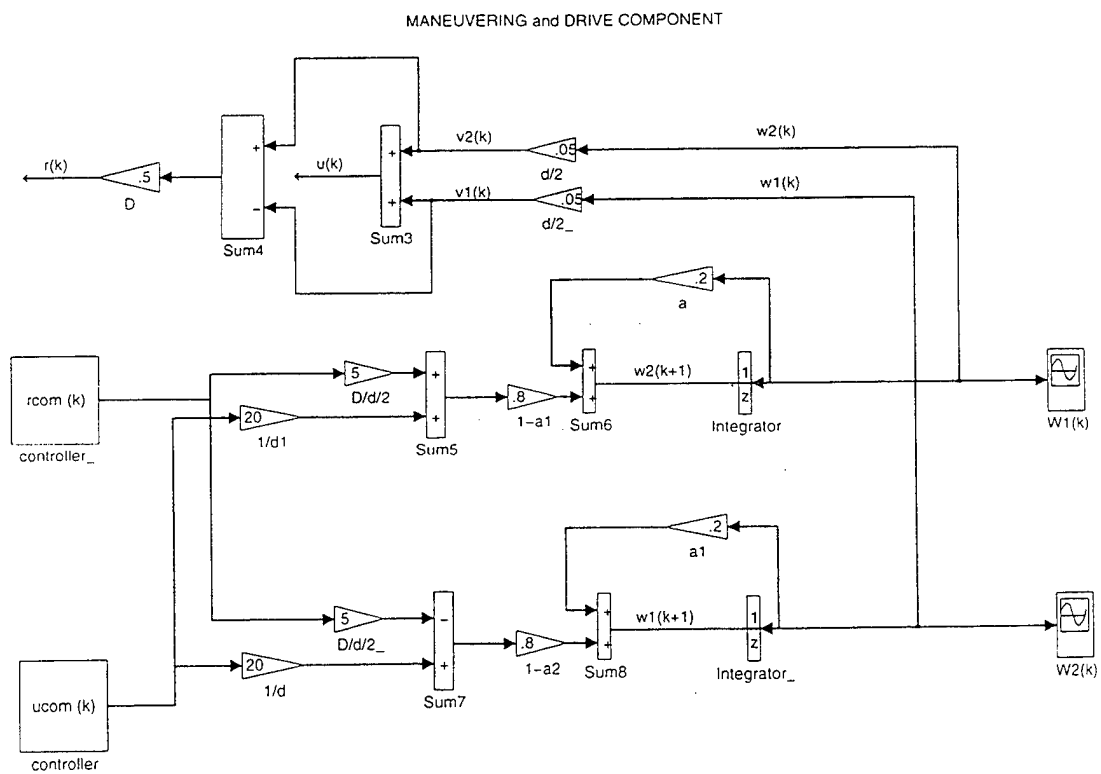 MANEUVERING and DRIVE COMPONENT
w2(k)
v2(k)
.05
+
+
d/2
r(k)
.5
u(k)
w1(k)
D
+
v1(k)
.05
−
d/2_
Sum3
Sum4
.2
a
w2(k+1)
1
z
+
+
Sum6
Integrator
W1(k)
rcom (k)
controller_
5
D/d/2
+
+
Sum5
.8
1−a1
20
1/d1
.2
a1
w1(k+1)
1
z
+
+
Sum8
Integrator_
W2(k)
5
D/d/2_
−
+
Sum7
.8
1−a2
20
1/d
ucom (k)
controller